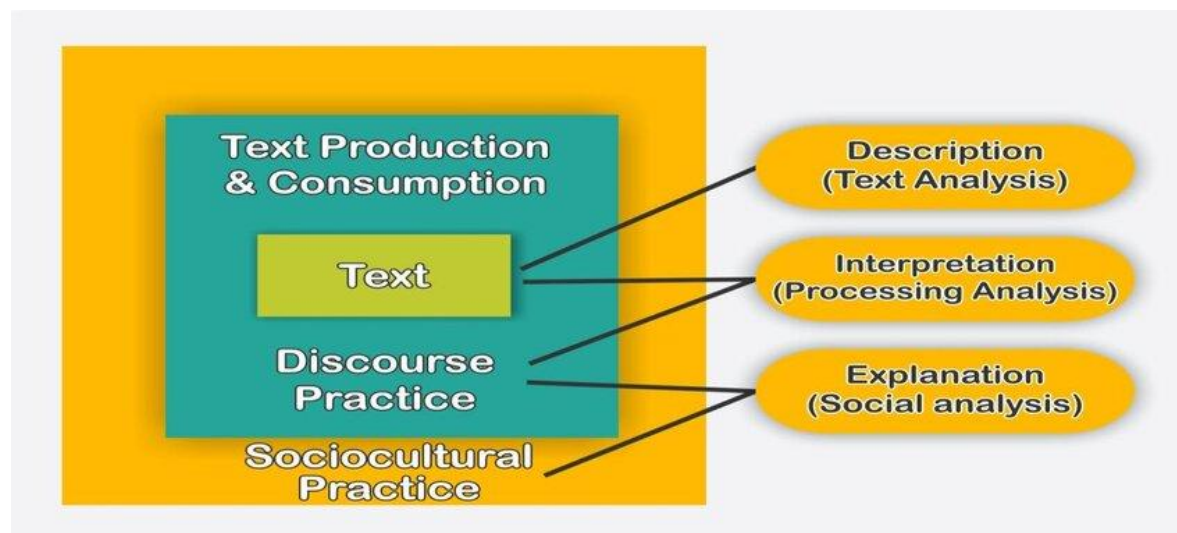 Text Production
& Consumption
Text
Discourse
Practice
Sociocultural
Practice
Description
(Text Analysis)
Interpretation
(Processing Analysis)
Explanation
(Social analysis)